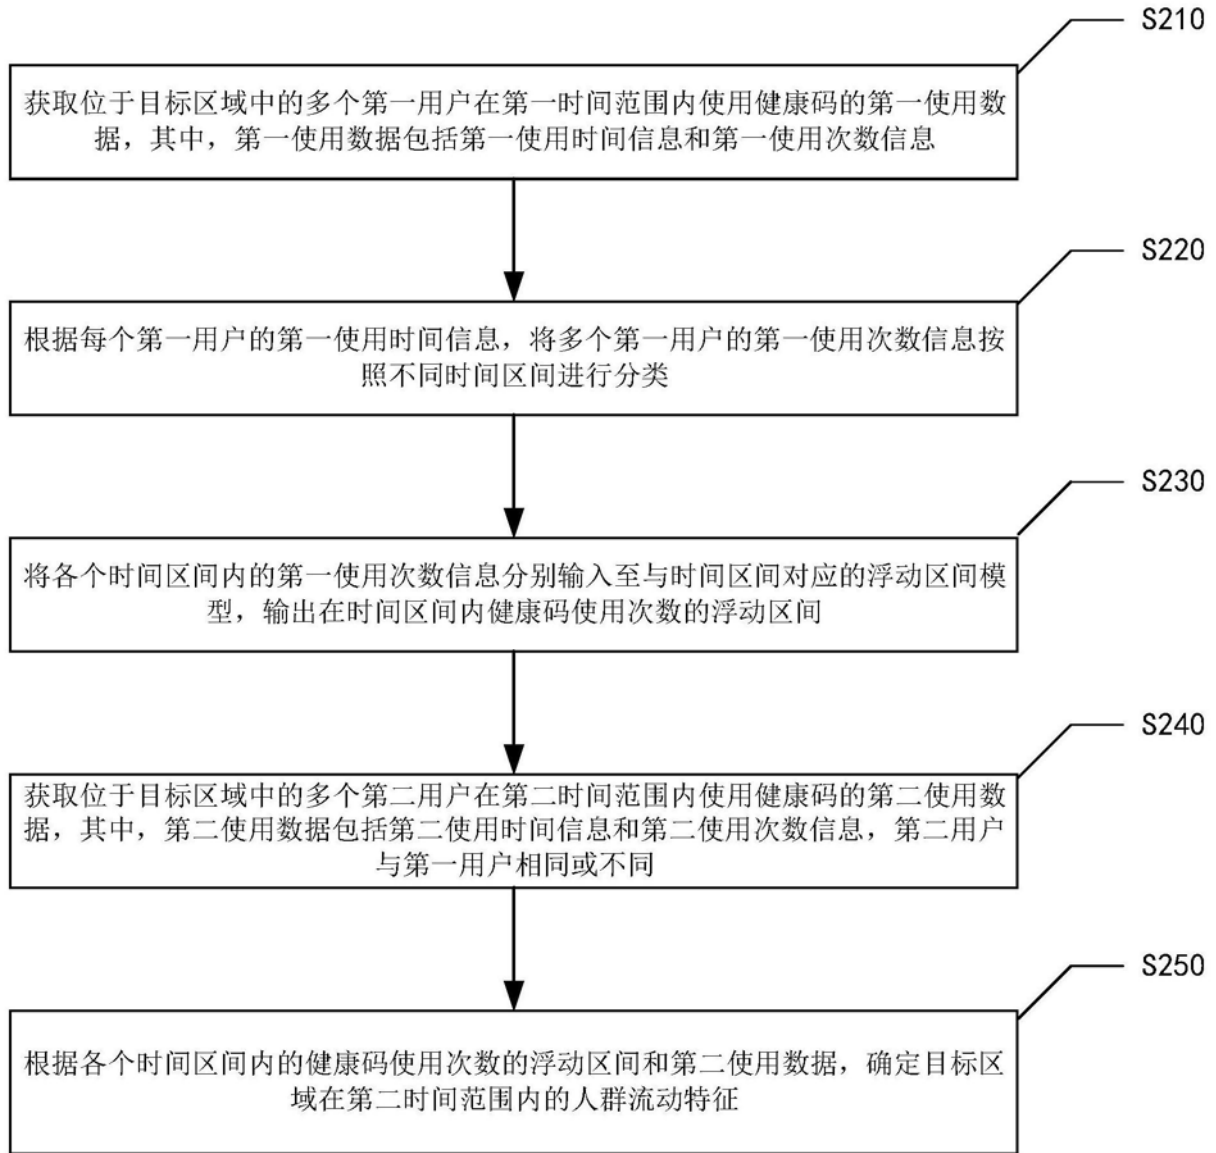 S210
获取位于目标区域中的多个第一用户在第一时间范围内使用健康码的第一使用数
据，其中，第一使用数据包括第一使用时间信息和第一使用次数信息
S220
根据每个第一用户的第一使用时间信息，将多个第一用户的第一使用次数信息按
照不同时间区间进行分类
S230
将各个时间区间内的第一使用次数信息分别输入至与时间区间对应的浮动区间模
型，输出在时间区间内健康码使用次数的浮动区间
S240
获取位于目标区域中的多个第二用户在第二时间范围内使用健康码的第二使用数
据，其中，第二使用数据包括第二使用时间信息和第二使用次数信息，第二用户
与第一用户相同或不同
S250
根据各个时间区间内的健康码使用次数的浮动区间和第二使用数据，确定目标区
域在第二时间范围内的人群流动特征